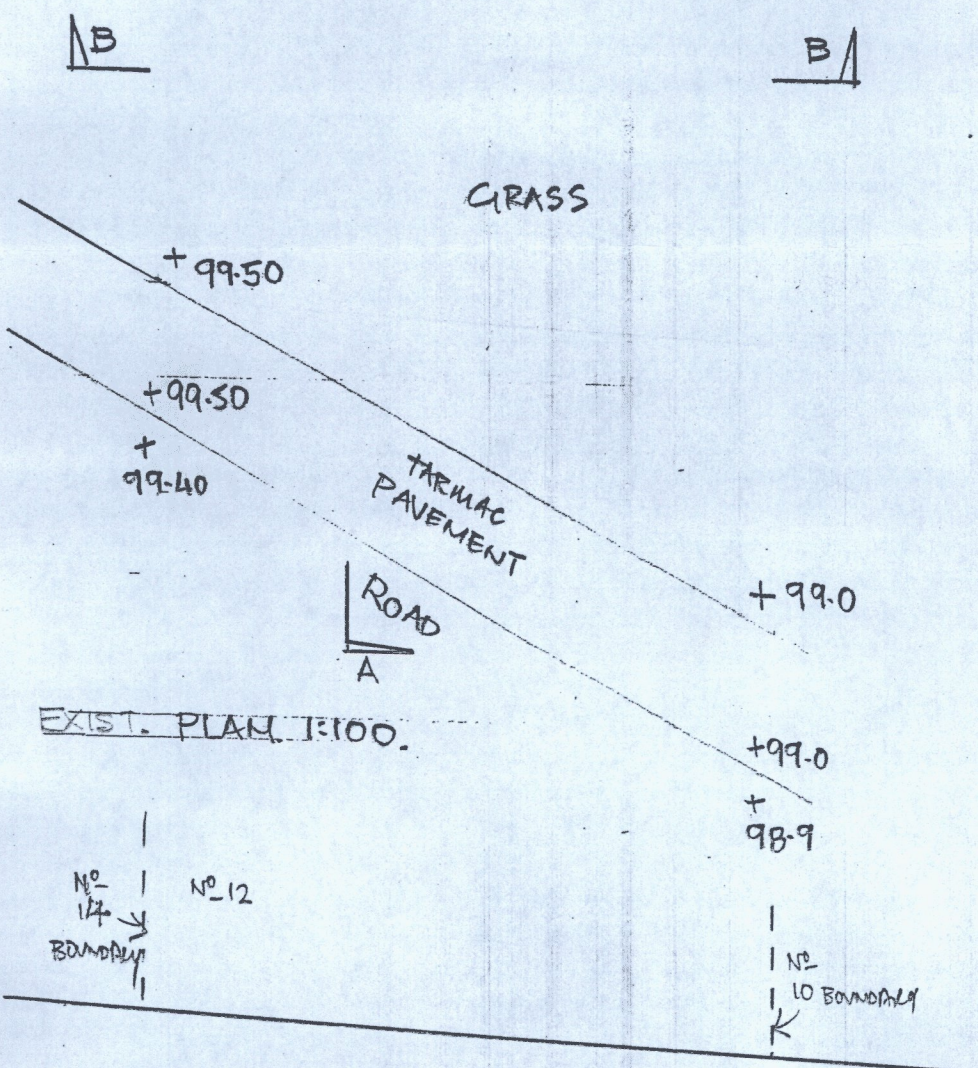 B
B
GRASS
+ 99.50
+99.50
+
99.40
TARMAC
PAVEMENT
+ 99.0
ROAD
A
EXIST. PLAN 1:100.
+99.0
+
98.9
Nº
14
BOUNDARY
Nº 12
Nº
10 BOUNDARY